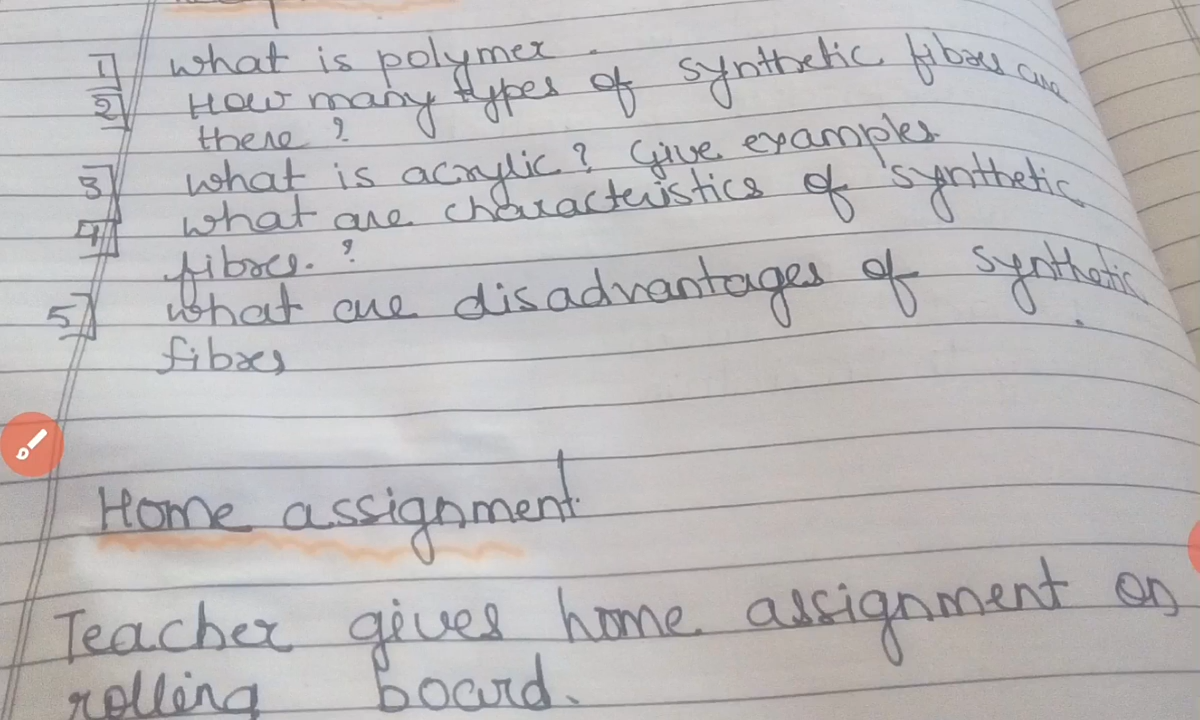 1] what is polymer.
2] How many types of synthetic fibres are
there ?
3] what is acrylic? Give examples.
4] what are characteristics of synthetic
fibres. ?
5] what are disadvantages of synthetic
fibres
Home assignment.
Teacher gives home assignment on
rolling board.